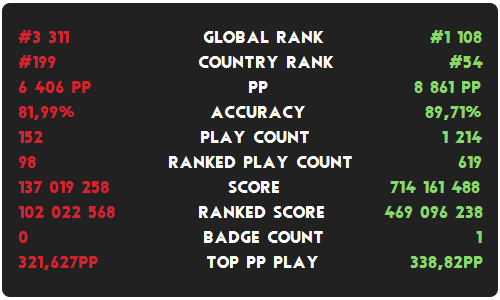 #3 311 GLOBAL RANK #1 108
#199 COUNTRY RANK #54
6 406 PP PP 8 861 PP
81,99% ACCURACY 89,71%
152 PLAY COUNT 1 214
98 RANKED PLAY COUNT 619
137 019 258 SCORE 714 161 488
102 022 568 RANKED SCORE 469 096 238
0 BADGE COUNT 1
321,627PP TOP PP PLAY 338,82PP